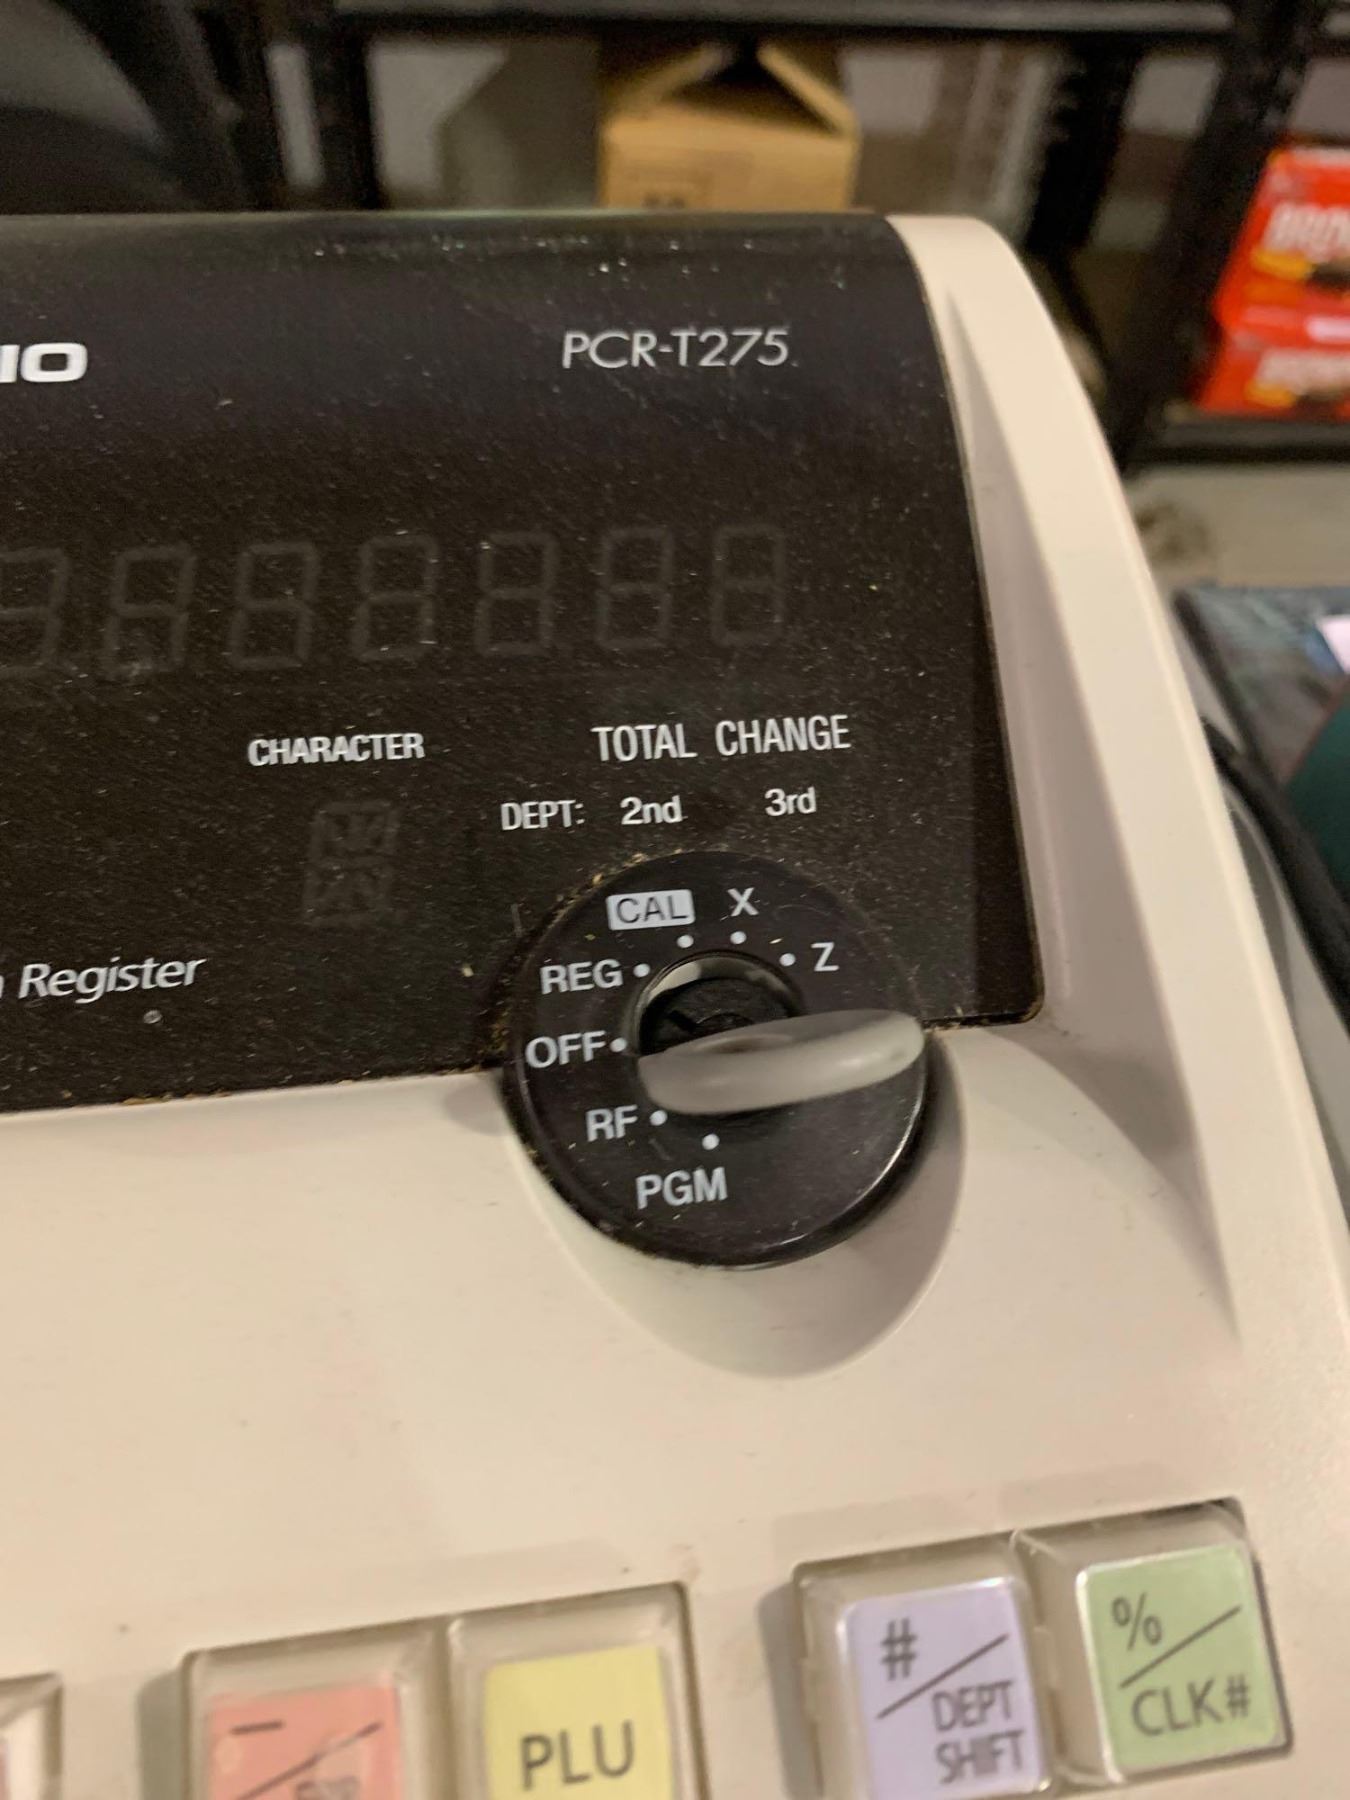 IO
PCR-T275
CHARACTER
TOTAL CHANGE
DEPT: 2nd 3rd
CAL X
REG Z
Register
OFF
RF
PGM
#
DEPT
SHIFT
%
CLK#
PLU